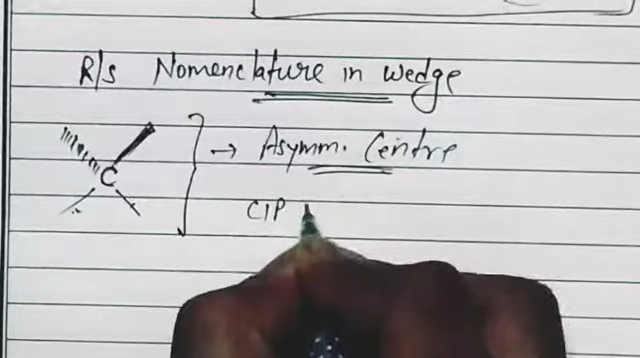 R/s Nomenclature in wedge
C
→ Asymm. Centre
CIP